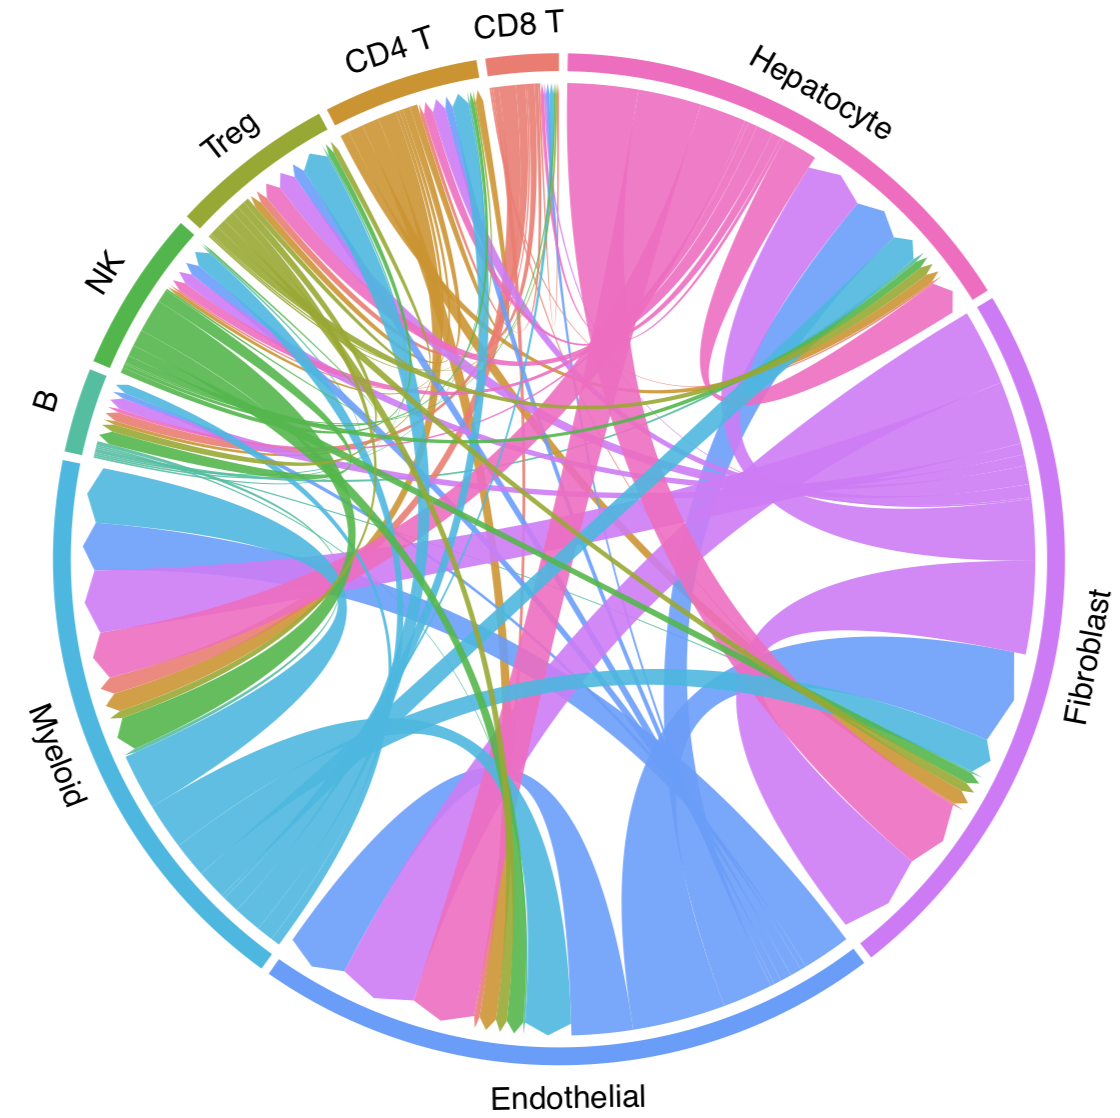 CD8 T
CD4 T
Hepatocyte
Treg
NK
B
Fibroblast
Myeloid
Endothelial